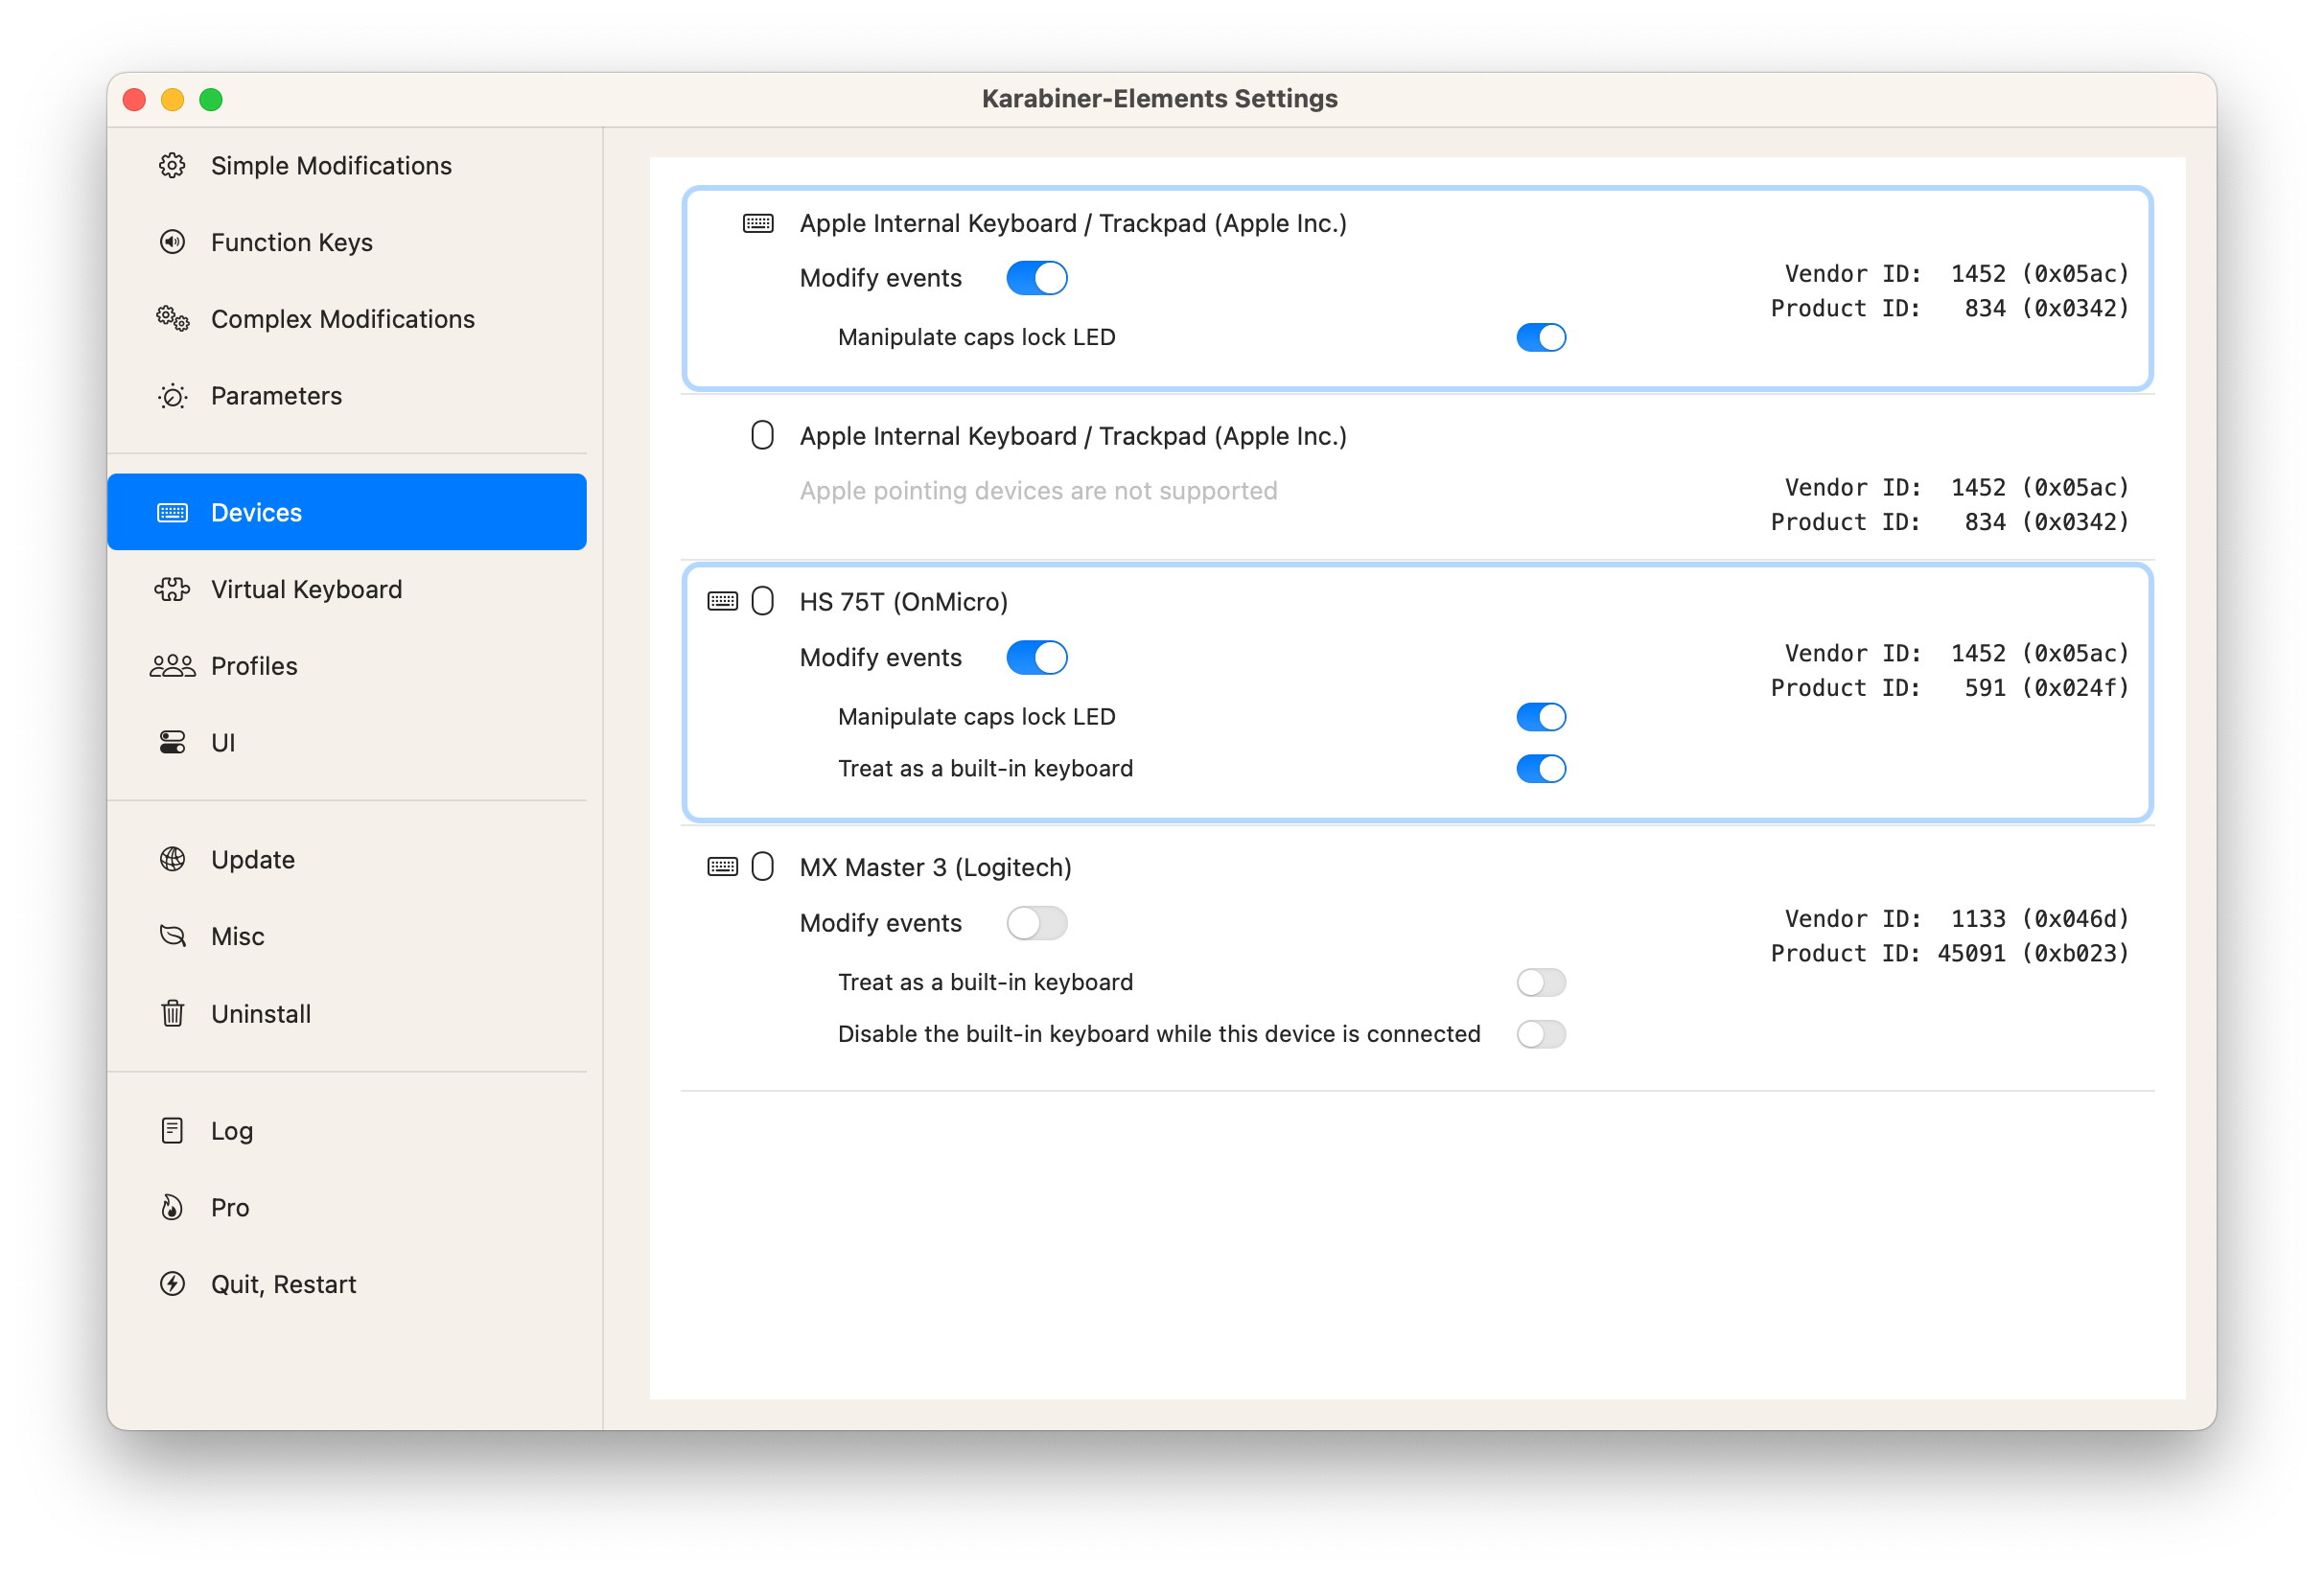 Karabiner-Elements Settings
Simple Modifications
Function Keys
Complex Modifications
Parameters
Devices
Virtual Keyboard
Profiles
UI
Update
Misc
Uninstall
Log
Pro
Quit, Restart
Apple Internal Keyboard / Trackpad (Apple Inc.)
Modify events
Vendor ID: 1452 (0x05ac)
Product ID: 834 (0x0342)
Manipulate caps lock LED
Apple Internal Keyboard / Trackpad (Apple Inc.)
Apple pointing devices are not supported
Vendor ID: 1452 (0x05ac)
Product ID: 834 (0x0342)
HS 75T (OnMicro)
Modify events
Vendor ID: 1452 (0x05ac)
Product ID: 591 (0x024f)
Manipulate caps lock LED
Treat as a built-in keyboard
MX Master 3 (Logitech)
Modify events
Vendor ID: 1133 (0x046d)
Product ID: 45091 (0xb023)
Treat as a built-in keyboard
Disable the built-in keyboard while this device is connected